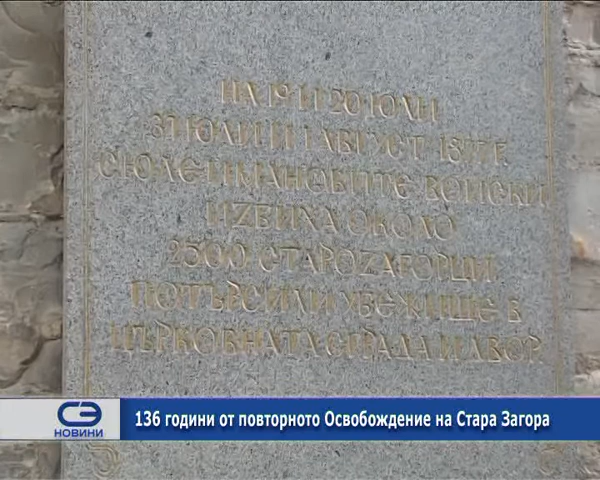 НА 19 И 20 ЮЛИ
31 ЮЛИ И 1 АВГУСТ 1877 Г.
СЮЛЕЙМАНОВИТЕ ВОЙСКИ
ИЗБИХА ОКОЛО
2500 СТАРОЗАГОРЦИ
ПОТЪРСИЛИ УБЕЖИЩЕ В
ЦЪРКОВНАТА СГРАДА И ДВОР
СЭ
НОВИНИ
136 години от повторното Освобождение на Стара Загора